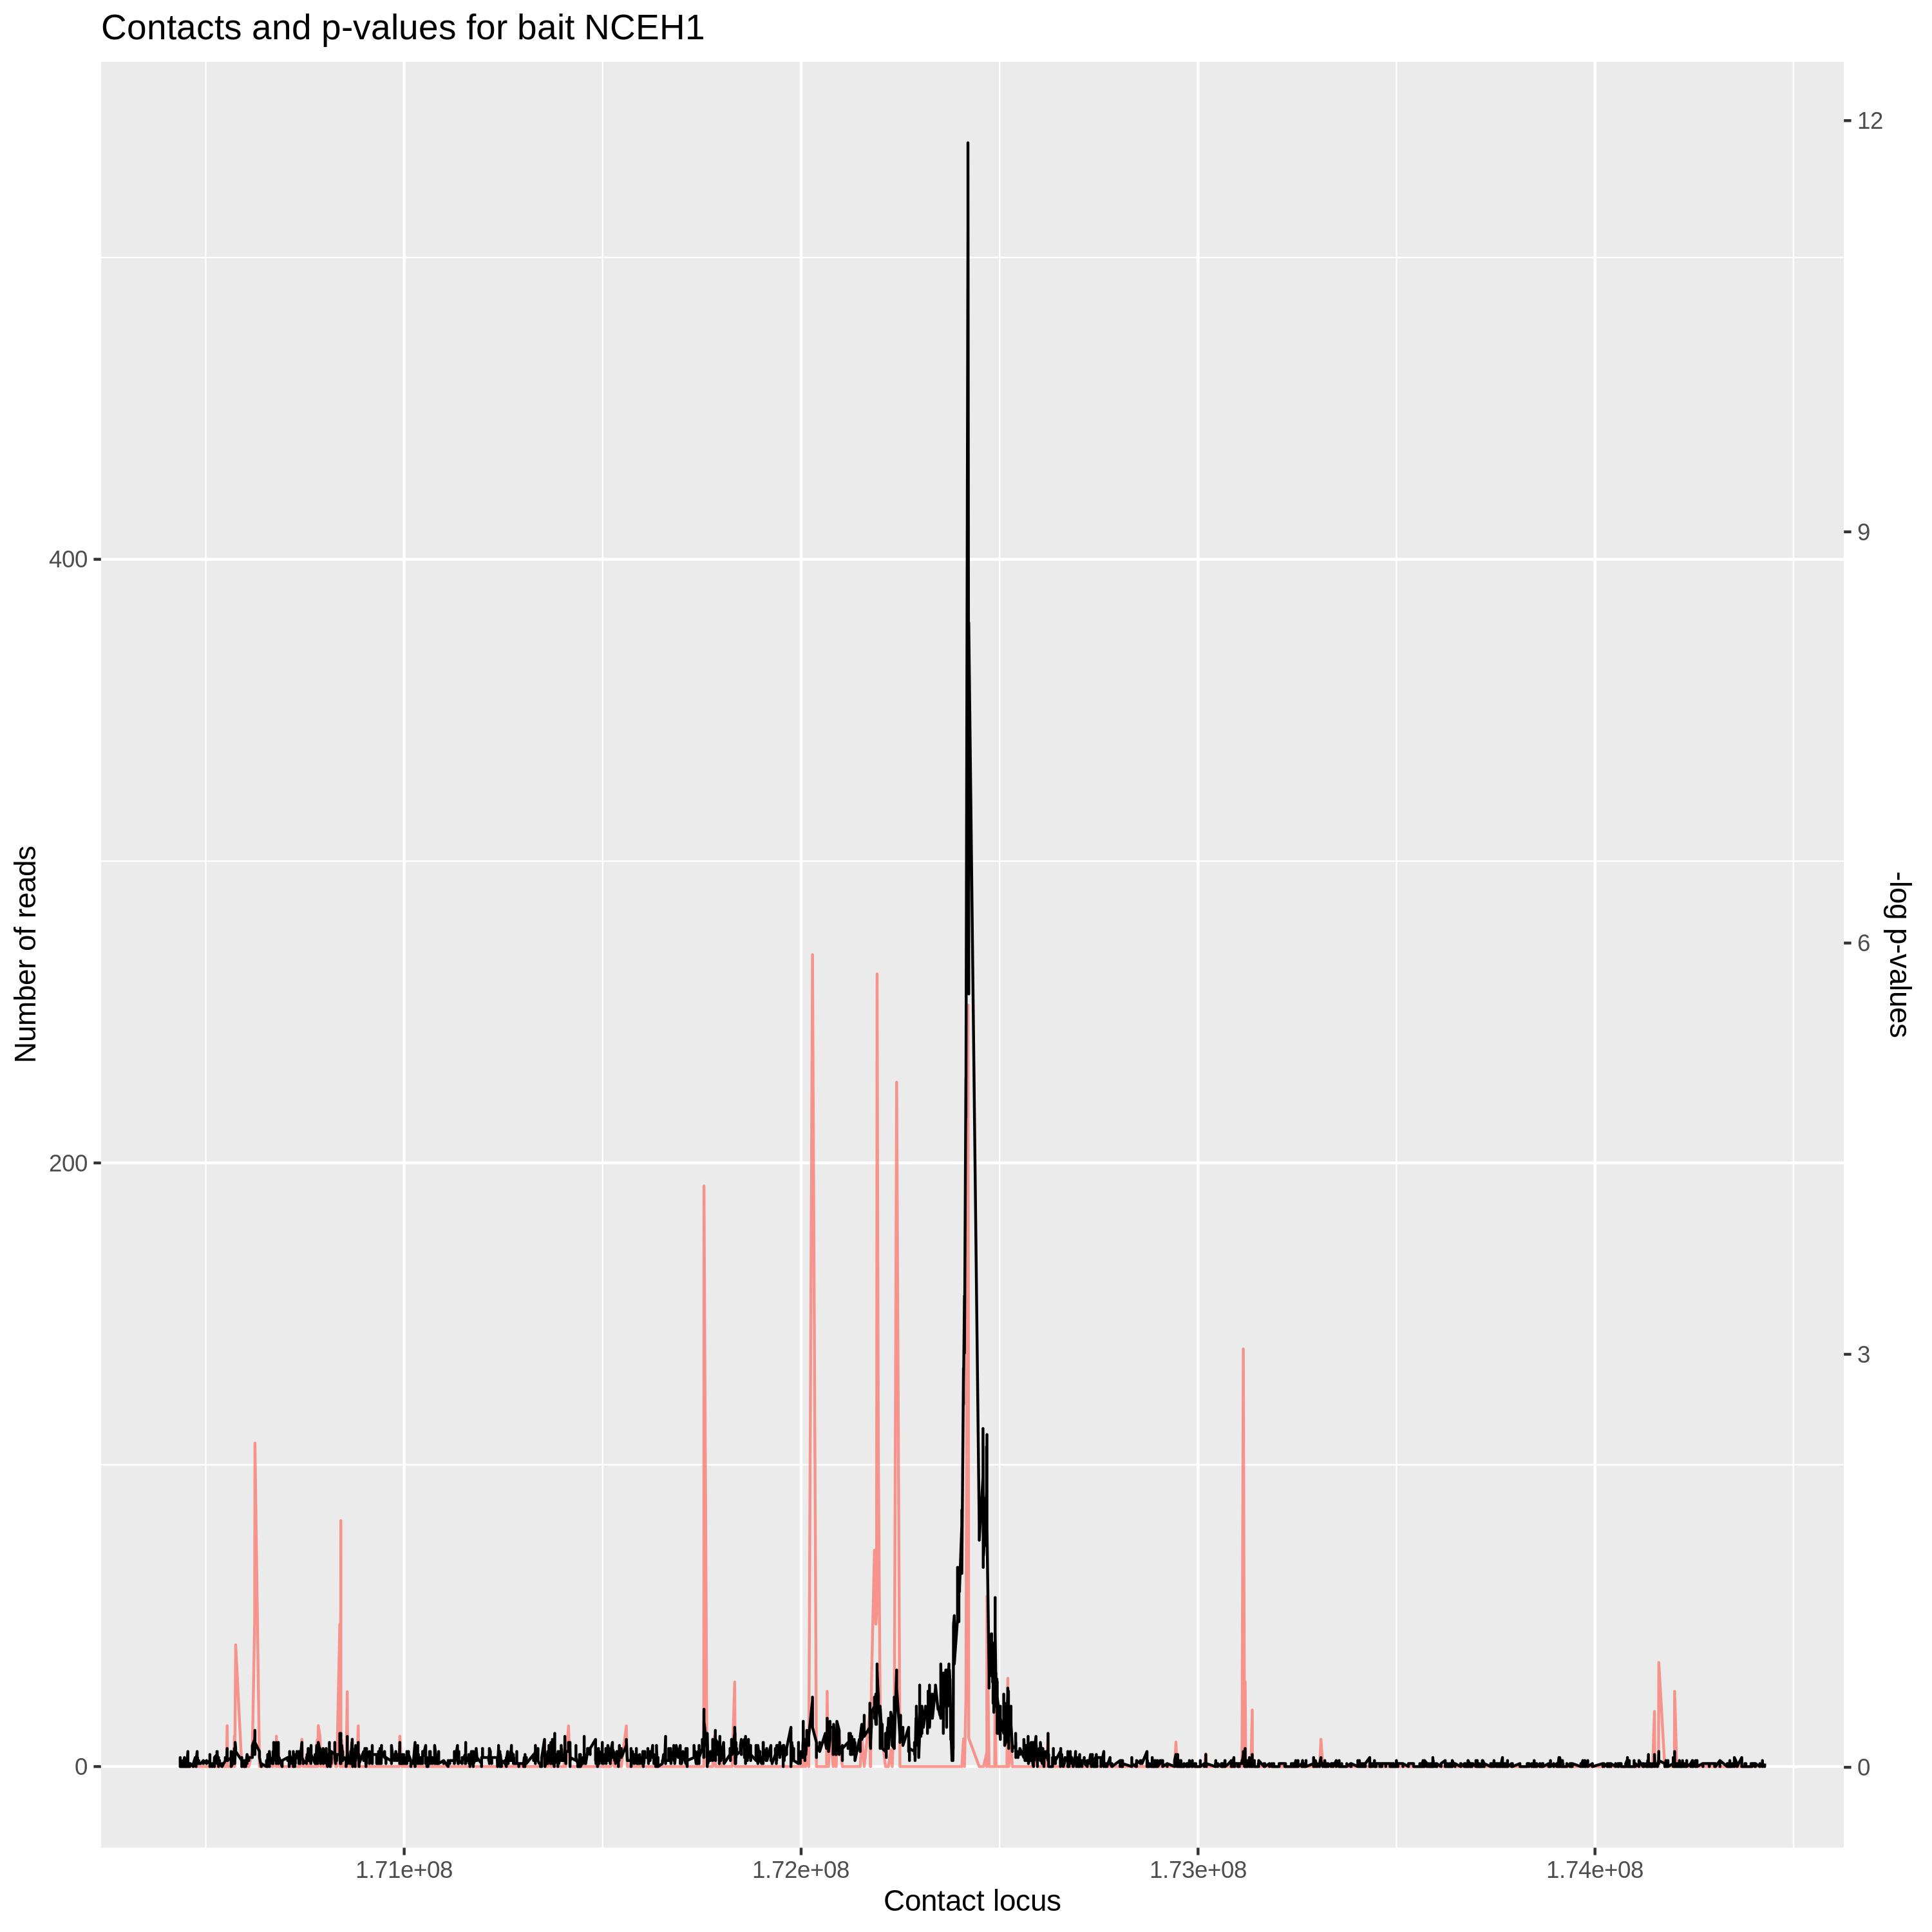 Contacts and p-values for bait NCEH1
12
9
6
3
0
-log p-values
400
200
0
Number of reads
1.71e+08 1.72e+08 1.73e+08 1.74e+08
Contact locus